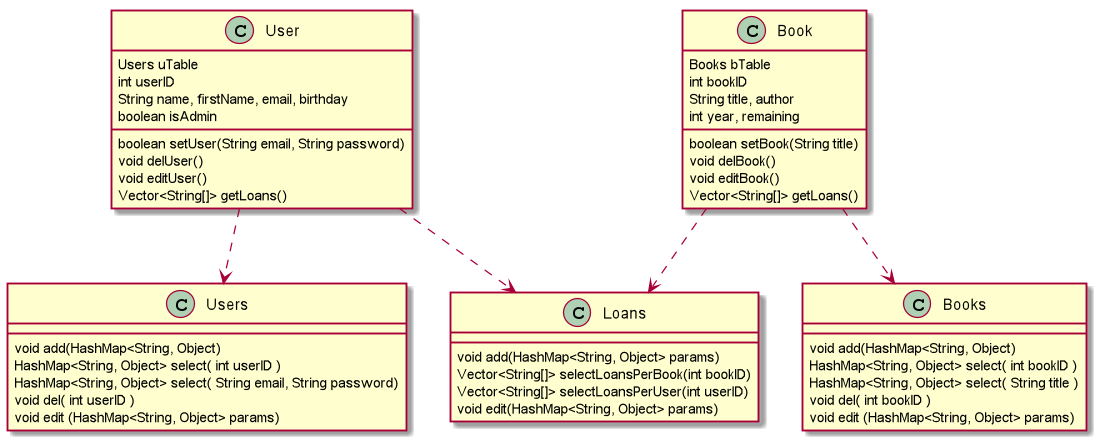 C User
Users uTable
int userID
String name, firstName, email, birthday
boolean isAdmin
boolean setUser(String email, String password)
void delUser()
void editUser()
Vector<String[]> getLoans()
C Book
Books bTable
int bookID
String title, author
int year, remaining
boolean setBook(String title)
void delBook()
void editBook()
Vector<String[]> getLoans()
C Users
void add(HashMap<String, Object)
HashMap<String, Object> select( int userID )
HashMap<String, Object> select( String email, String password)
void del( int userID )
void edit (HashMap<String, Object> params)
C Loans
void add(HashMap<String, Object> params)
Vector<String[]> selectLoansPerBook(int bookID)
Vector<String[]> selectLoansPerUser(int userID)
void edit(HashMap<String, Object> params)
C Books
void add(HashMap<String, Object)
HashMap<String, Object> select( int bookID )
HashMap<String, Object> select( String title )
void del( int bookID )
void edit (HashMap<String, Object> params)